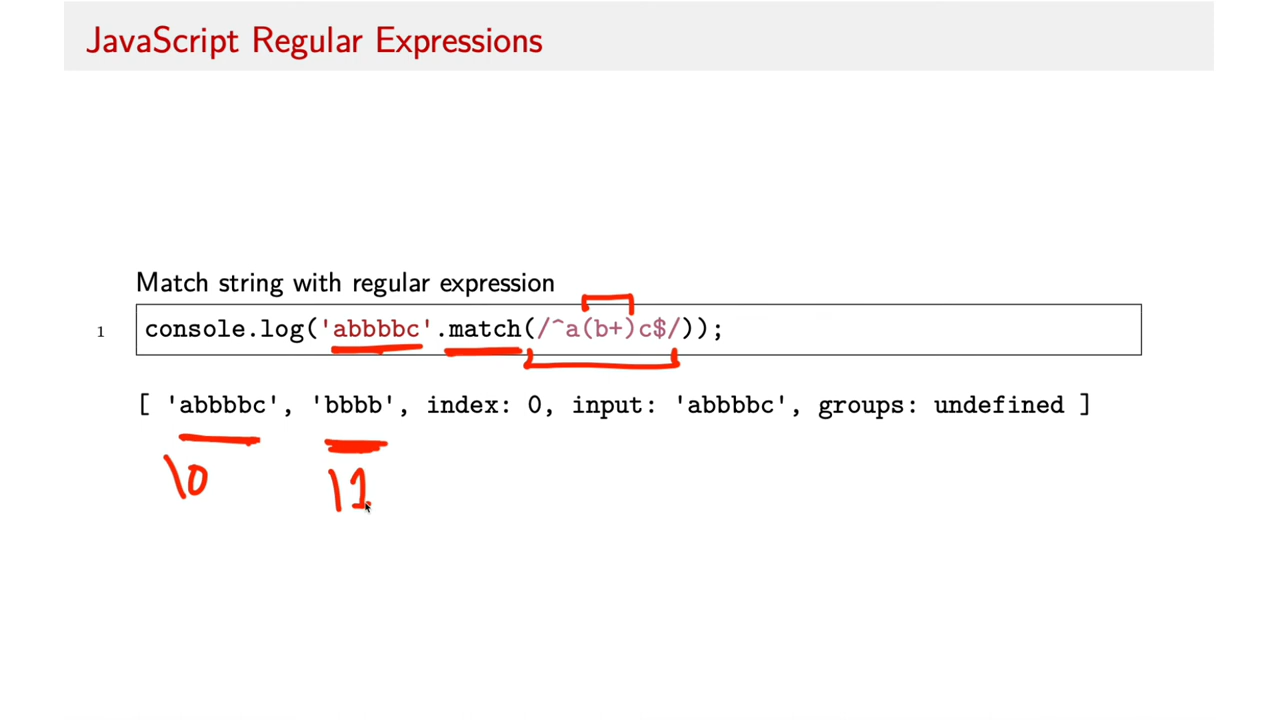 JavaScript Regular Expressions
Match string with regular expression
1 console.log('abbbbc'.match(/^a(b+)c$/));
[ 'abbbbc', 'bbbb', index: 0, input: 'abbbbc', groups: undefined ]
\0 \1